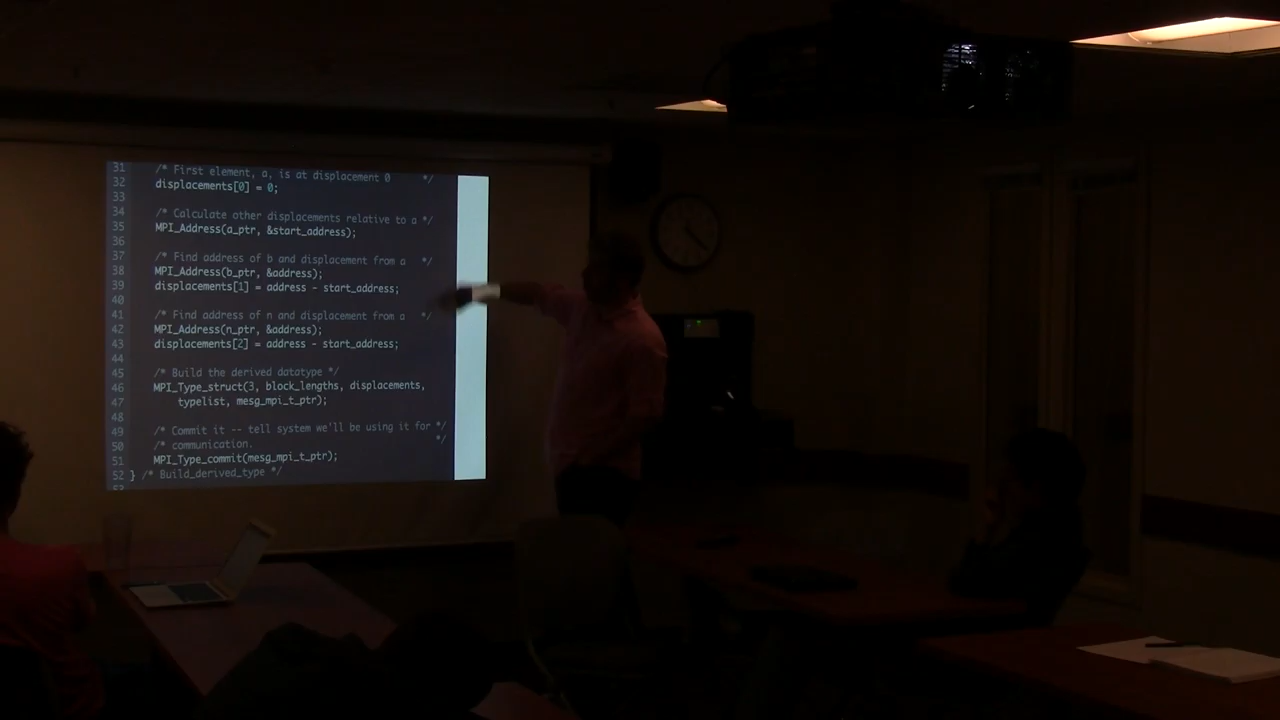 31 /* First element, a, is at displacement 0 */
32 displacements[0] = 0;
33
34 /* Calculate other displacements relative to a */
35 MPI_Address(a_ptr, &start_address);
36
37 /* Find address of b and displacement from a */
38 MPI_Address(b_ptr, &address);
39 displacements[1] = address - start_address;
40
41 /* Find address of n and displacement from a */
42 MPI_Address(n_ptr, &address);
43 displacements[2] = address - start_address;
44
45 /* Build the derived datatype */
46 MPI_Type_struct(3, block_lengths, displacements,
47 typelist, mesg_mpi_t_ptr);
48
49 /* Commit it -- tell system we'll be using it for */
50 /* communication. */
51 MPI_Type_commit(mesg_mpi_t_ptr);
52 } /* Build_derived_type */
53